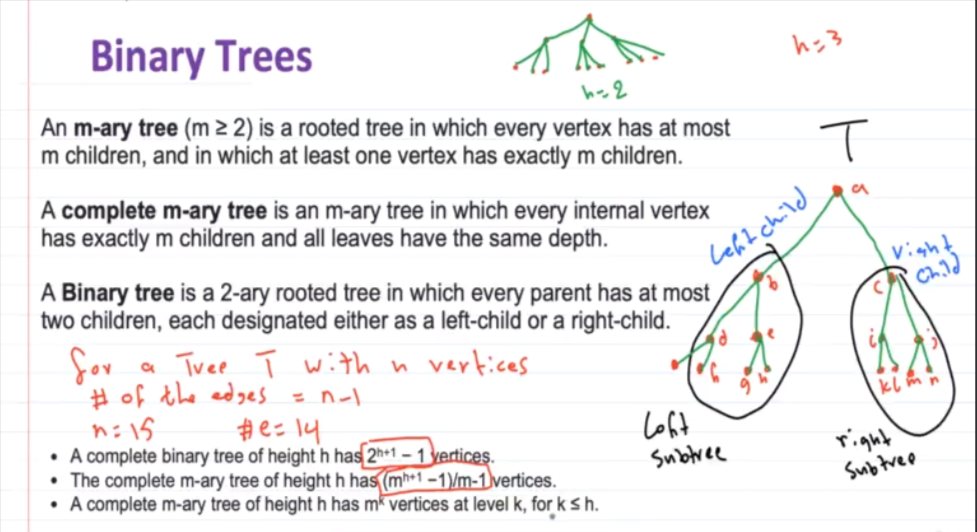 Binary Trees
h=2
h=3
An m-ary tree (m ≥ 2) is a rooted tree in which every vertex has at most
m children, and in which at least one vertex has exactly m children.
T
a
A complete m-ary tree is an m-ary tree in which every internal vertex
has exactly m children and all leaves have the same depth.
Left child
right
child
b
c
A Binary tree is a 2-ary rooted tree in which every parent has at most
two children, each designated either as a left-child or a right-child.
d
e
i
j
h
g
n
k
l
m
n
for a Tree T with n vertices
# of the edges = n-1
n=15 #e=14
Left
subtree
right
subtree
• A complete binary tree of height h has 2ʰ⁺¹ – 1 vertices.
• The complete m-ary tree of height h has (mʰ⁺¹ –1)/m-1 vertices.
• A complete m-ary tree of height h has mᵏ vertices at level k, for k ≤ h.